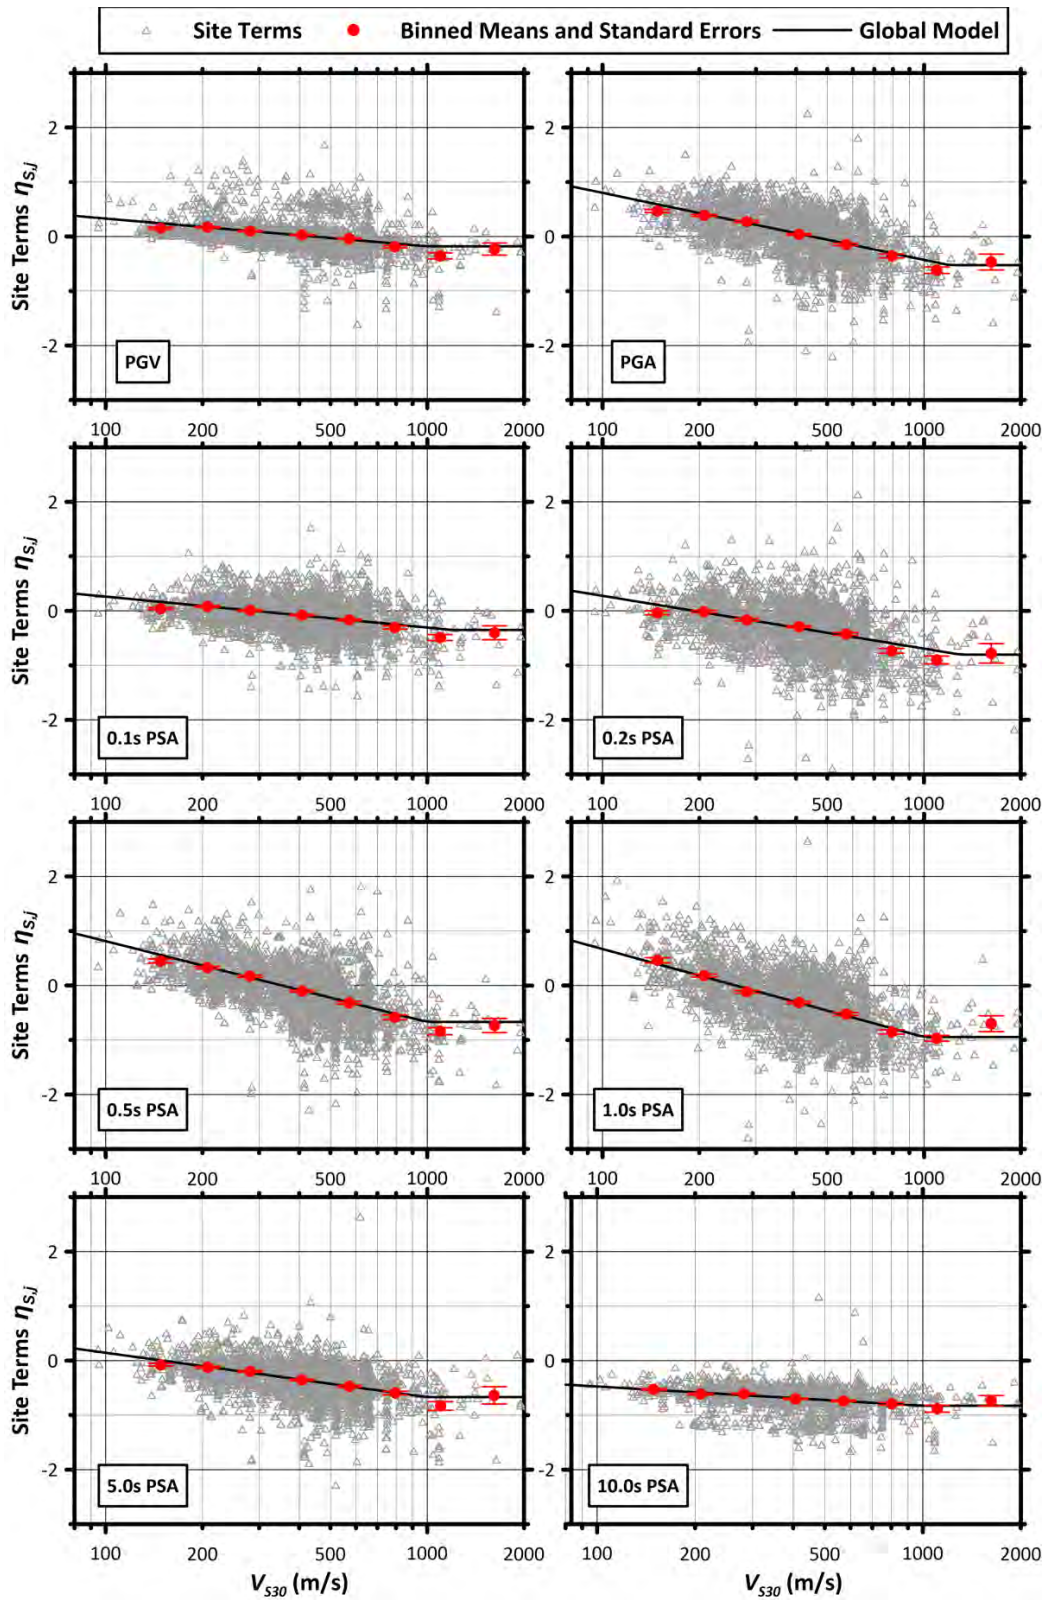 Site Terms Binned Means and Standard Errors Global Model
Site Terms ηS,j
2
0
-2
PGV
2
0
-2
PGA
100 200 500 1000 2000
100 200 500 1000 2000
Site Terms ηS,j
2
0
-2
0.1s PSA
2
0
-2
0.2s PSA
100 200 500 1000 2000
100 200 500 1000 2000
Site Terms ηS,j
2
0
-2
0.5s PSA
2
0
-2
1.0s PSA
100 200 500 1000 2000
100 200 500 1000 2000
Site Terms ηS,j
2
0
-2
5.0s PSA
2
0
-2
10.0s PSA
100 200 500 1000 2000
100 200 500 1000 2000
VS30 (m/s)
VS30 (m/s)